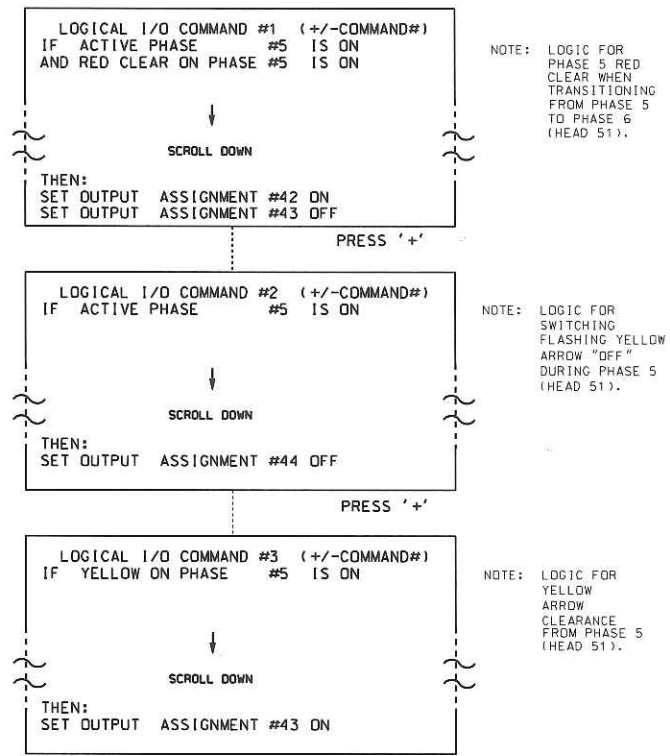 LOGICAL I/O COMMAND #1 (+/-COMMAND#)
IF ACTIVE PHASE #5 IS ON
AND RED CLEAR ON PHASE #5 IS ON
SCROLL DOWN
THEN:
SET OUTPUT ASSIGNMENT #42 ON
SET OUTPUT ASSIGNMENT #43 OFF
NOTE: LOGIC FOR
PHASE 5 RED
CLEAR WHEN
TRANSITIONING
FROM PHASE 5
TO PHASE 6
(HEAD 51).
PRESS '+'
LOGICAL I/O COMMAND #2 (+/-COMMAND#)
IF ACTIVE PHASE #5 IS ON
SCROLL DOWN
THEN:
SET OUTPUT ASSIGNMENT #44 OFF
NOTE: LOGIC FOR
SWITCHING
FLASHING YELLOW
ARROW "OFF"
DURING PHASE 5
(HEAD 51).
PRESS '+'
LOGICAL I/O COMMAND #3 (+/-COMMAND#)
IF YELLOW ON PHASE #5 IS ON
SCROLL DOWN
THEN:
SET OUTPUT ASSIGNMENT #43 ON
NOTE: LOGIC FOR
YELLOW
ARROW
CLEARANCE
FROM PHASE 5
(HEAD 51).